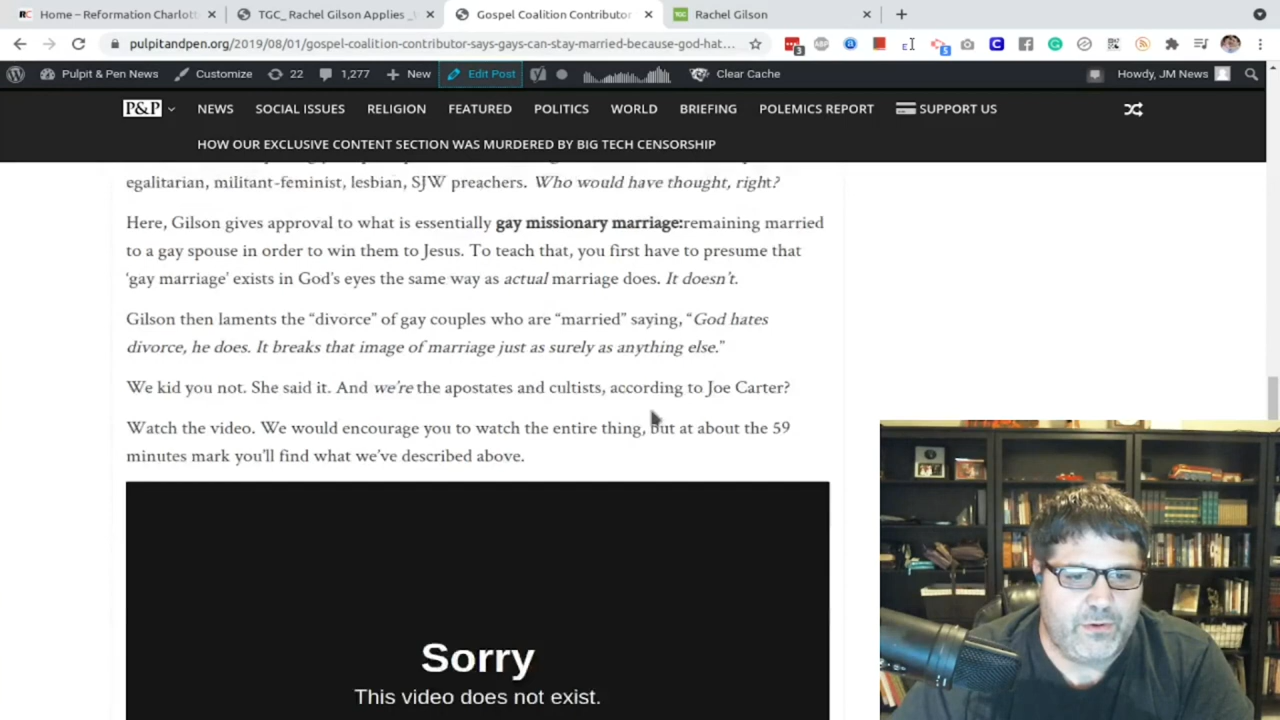 Home – Reformation Charlott
TGC_ Rachel Gilson Applies _
Gospel Coalition Contributor
TGC
Rachel Gilson
pulpitandpen.org/2019/08/01/gospel-coalition-contributor-says-gays-can-stay-married-because-god-hat...
Pulpit & Pen News
Customize
22
1,277
New
Edit Post
Clear Cache
Howdy, JM News
P&P
NEWS
SOCIAL ISSUES
RELIGION
FEATURED
POLITICS
WORLD
BRIEFING
POLEMICS REPORT
SUPPORT US
HOW OUR EXCLUSIVE CONTENT SECTION WAS MURDERED BY BIG TECH CENSORSHIP
egalitarian, militant-feminist, lesbian, SJW preachers. Who would have thought, right?
Here, Gilson gives approval to what is essentially gay missionary marriage:remaining married
to a gay spouse in order to win them to Jesus. To teach that, you first have to presume that
‘gay marriage’ exists in God’s eyes the same way as actual marriage does. It doesn’t.
Gilson then laments the “divorce” of gay couples who are “married” saying, “God hates
divorce, he does. It breaks that image of marriage just as surely as anything else.”
We kid you not. She said it. And we’re the apostates and cultists, according to Joe Carter?
Watch the video. We would encourage you to watch the entire thing, but at about the 59
minutes mark you’ll find what we’ve described above.
Sorry
This video does not exist.